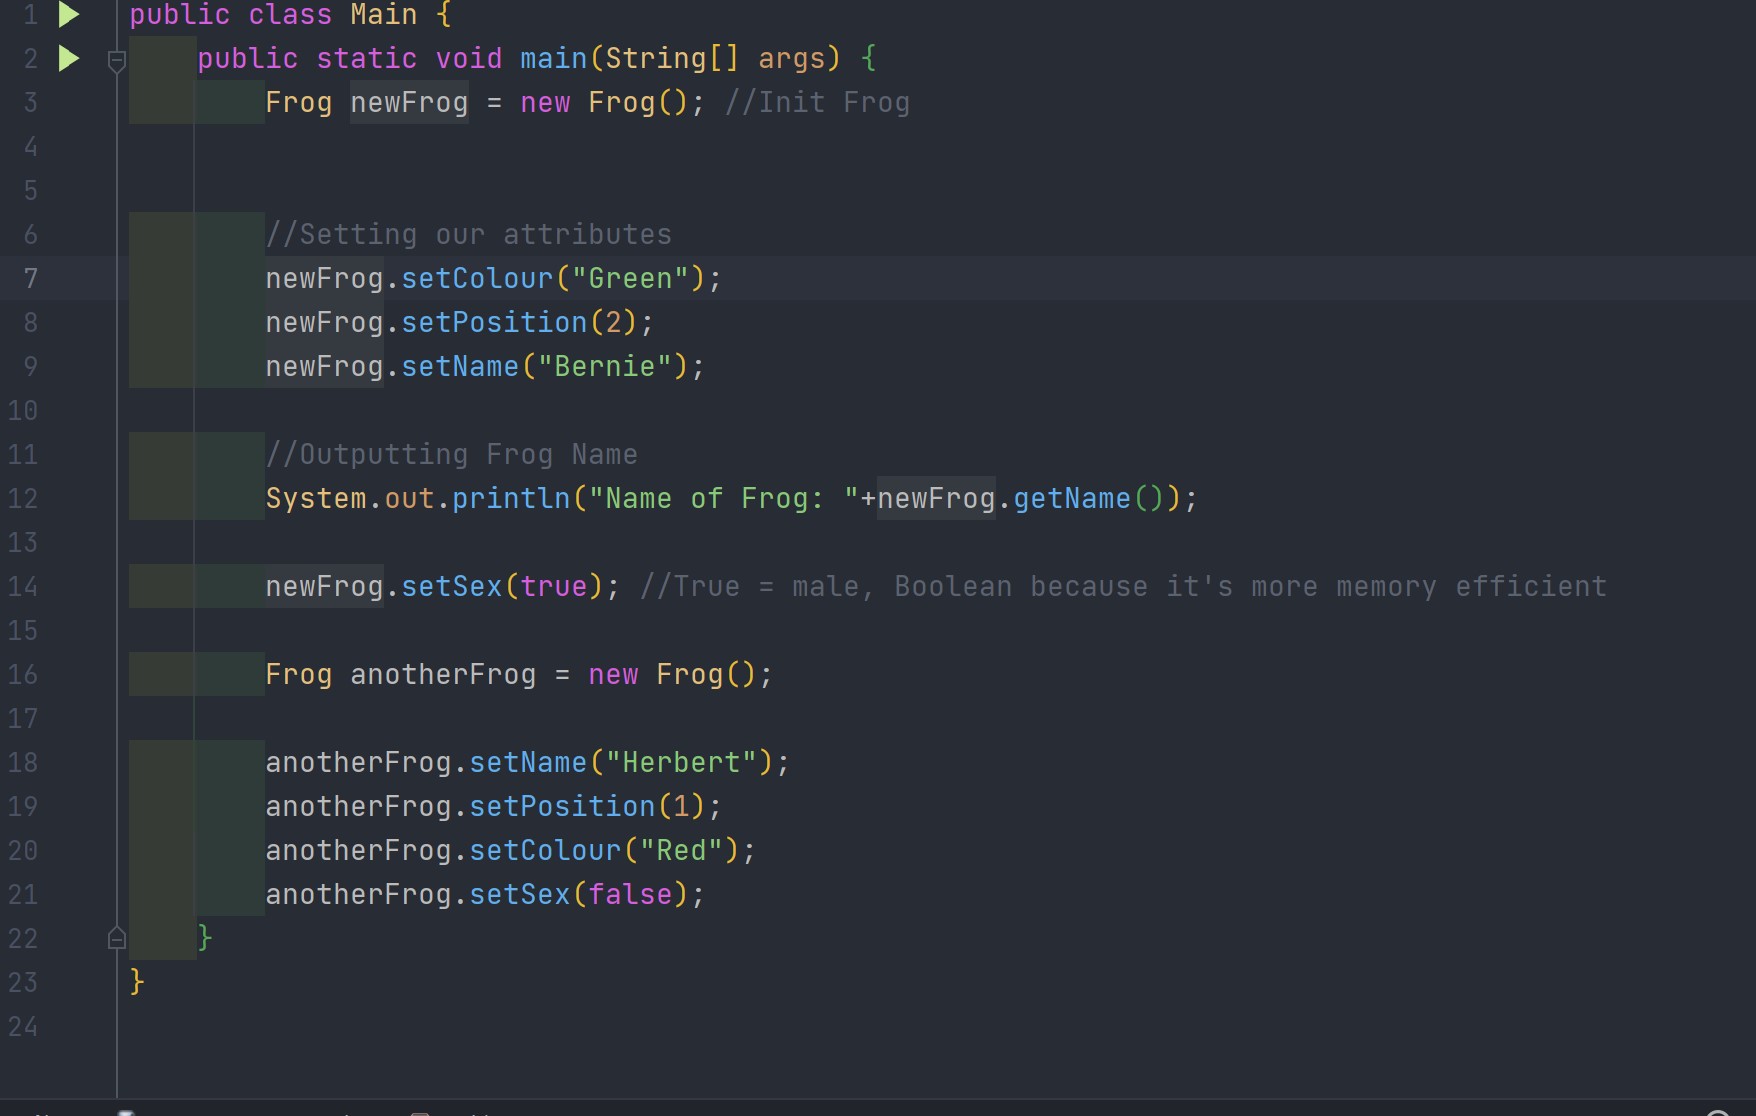 1 public class Main {
2 public static void main(String[] args) {
3 Frog newFrog = new Frog(); //Init Frog
4
5
6 //Setting our attributes
7 newFrog.setColour("Green");
8 newFrog.setPosition(2);
9 newFrog.setName("Bernie");
10
11 //Outputting Frog Name
12 System.out.println("Name of Frog: "+newFrog.getName());
13
14 newFrog.setSex(true); //True = male, Boolean because it's more memory efficient
15
16 Frog anotherFrog = new Frog();
17
18 anotherFrog.setName("Herbert");
19 anotherFrog.setPosition(1);
20 anotherFrog.setColour("Red");
21 anotherFrog.setSex(false);
22 }
23 }
24